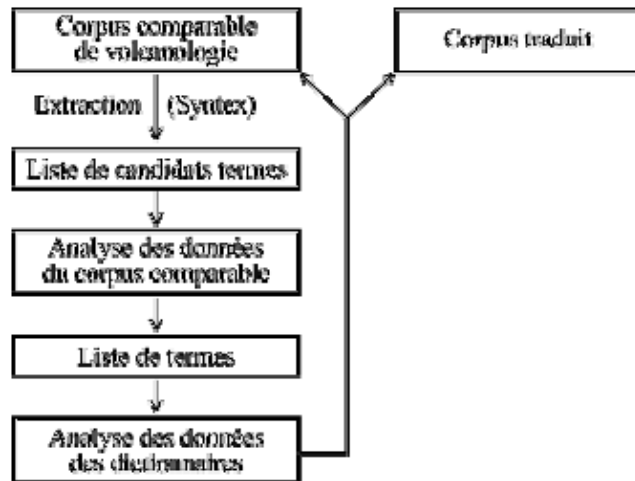 Corpus comparable
de volcanologie
Corpus traduit
Extraction (Syntex)
Liste de candidats termes
Analyse des données
du corpus comparable
Liste de termes
Analyse des données
des dictionnaires